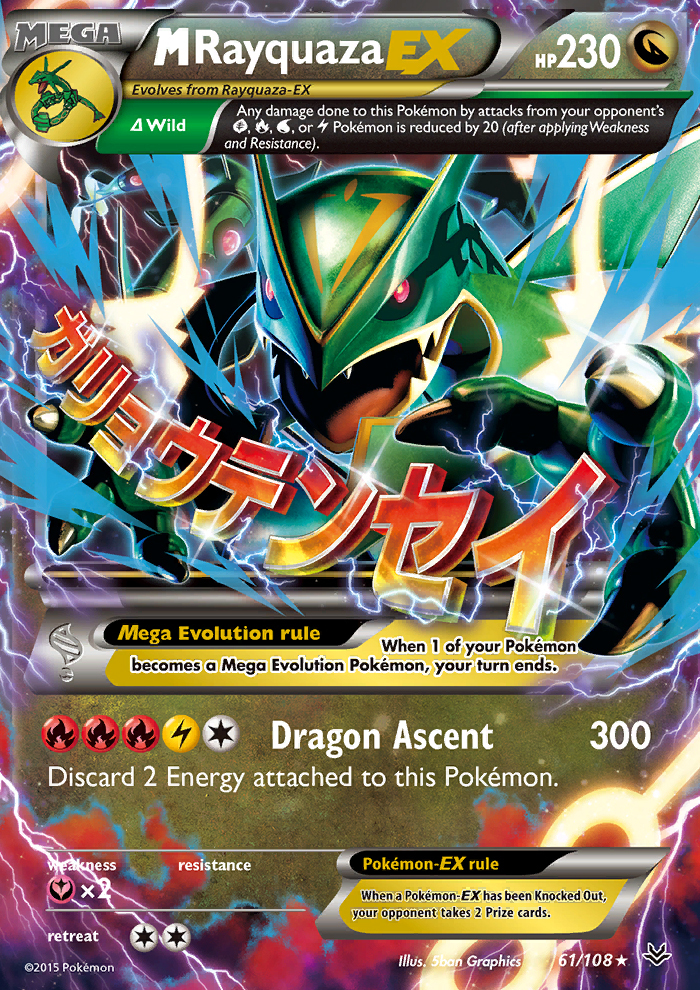 MEGA
MRayquazaEX
HP230
Evolves from Rayquaza-EX
Δ Wild
Any damage done to this Pokémon by attacks from your opponent's
, , , or Pokémon is reduced by 20 (after applying Weakness
and Resistance).
ガリョウテンセイ
Mega Evolution rule
When 1 of your Pokémon
becomes a Mega Evolution Pokémon, your turn ends.
Dragon Ascent 300
Discard 2 Energy attached to this Pokémon.
weakness resistance
×2
Pokémon-EX rule
When a Pokémon-EX has been Knocked Out,
your opponent takes 2 Prize cards.
retreat
Illus. 5ban Graphics 61/108★
©2015 Pokémon